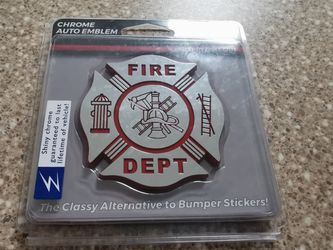 CHROME
AUTO EMBLEM
FIRE
DEPT
Shiny chrome
guaranteed to last
lifetime of vehicle!
The Classy Alternative to Bumper Stickers!